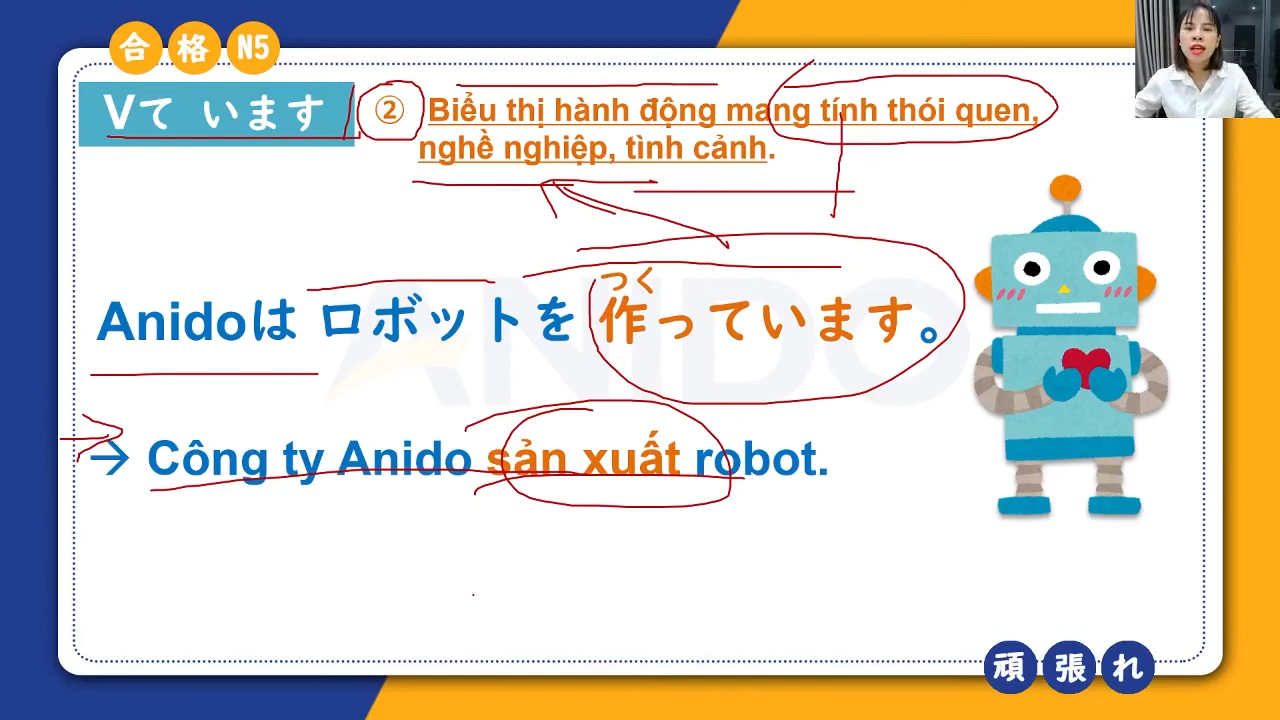 合 格 N5
Vて います
② Biểu thị hành động mang tính thói quen,
nghề nghiệp, tình cảnh.
つく
Anidoは ロボットを 作っています。
→ Công ty Anido sản xuất robot.
ANIDO
頑 張 れ